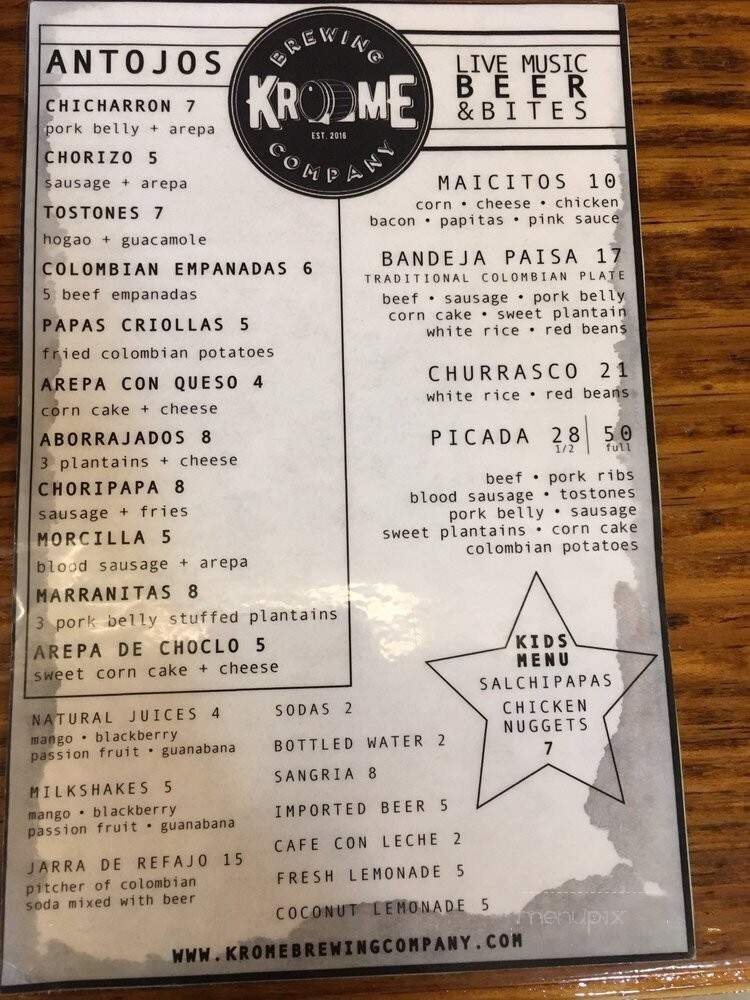 BREWING
KROME
EST. 2016
COMPANY
ANTOJOS
CHICHARRON 7
pork belly + arepa
CHORIZO 5
sausage + arepa
TOSTONES 7
hogao + guacamole
COLOMBIAN EMPANADAS 6
5 beef empanadas
PAPAS CRIOLLAS 5
fried colombian potatoes
AREPA CON QUESO 4
corn cake + cheese
ABORRAJADOS 8
3 plantains + cheese
CHORIPAPA 8
sausage + fries
MORCILLA 5
blood sausage + arepa
MARRANITAS 8
3 pork belly stuffed plantains
AREPA DE CHOCLO 5
sweet corn cake + cheese
LIVE MUSIC
BEER
& BITES
MAICITOS 10
corn • cheese • chicken
bacon • papitas • pink sauce
BANDEJA PAISA 17
TRADITIONAL COLOMBIAN PLATE
beef • sausage • pork belly
corn cake • sweet plantain
white rice • red beans
CHURRASCO 21
white rice • red beans
PICADA 28 | 50
1/2 full
beef • pork ribs
blood sausage • tostones
pork belly • sausage
sweet plantains • corn cake
colombian potatoes
KIDS
MENU
SALCHIPAPAS
CHICKEN
NUGGETS
7
NATURAL JUICES 4
mango • blackberry
passion fruit • guanabana
MILKSHAKES 5
mango • blackberry
passion fruit • guanabana
JARRA DE REFAJO 15
pitcher of colombian
soda mixed with beer
SODAS 2
BOTTLED WATER 2
SANGRIA 8
IMPORTED BEER 5
CAFE CON LECHE 2
FRESH LEMONADE 5
COCONUT LEMONADE 5
WWW.KROMEBREWINGCOMPANY.COM
menupix